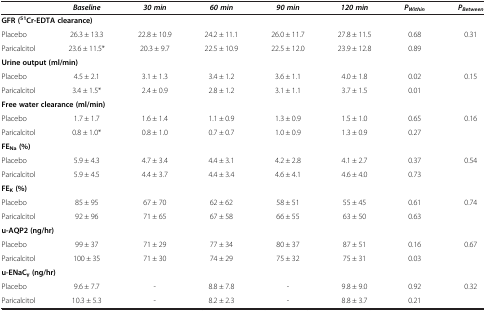 Baseline 30 min 60 min 90 min 120 min P Within P Between
GFR (51Cr-EDTA clearance)
Placebo 26.3 ± 13.3 22.8 ± 10.9 24.2 ± 11.1 26.0 ± 11.7 27.8 ± 11.5 0.68 0.31
Paricalcitol 23.6 ± 11.5* 20.3 ± 9.7 22.5 ± 10.9 22.5 ± 12.0 23.9 ± 12.8 0.89
Urine output (ml/min)
Placebo 4.5 ± 2.1 3.1 ± 1.3 3.4 ± 1.2 3.6 ± 1.1 4.0 ± 1.8 0.02 0.15
Paricalcitol 3.4 ± 1.5* 2.4 ± 0.9 2.8 ± 1.2 3.1 ± 1.1 3.7 ± 1.5 0.01
Free water clearance (ml/min)
Placebo 1.7 ± 1.7 1.6 ± 1.4 1.1 ± 0.9 1.3 ± 0.9 1.5 ± 1.0 0.65 0.16
Paricalcitol 0.8 ± 1.0* 0.8 ± 1.0 0.7 ± 0.7 1.0 ± 0.9 1.3 ± 0.9 0.27
FENa (%)
Placebo 5.9 ± 4.3 4.7 ± 3.4 4.4 ± 3.1 4.2 ± 2.8 4.1 ± 2.7 0.37 0.54
Paricalcitol 5.9 ± 4.5 4.4 ± 3.7 4.4 ± 3.4 4.6 ± 4.1 4.6 ± 4.0 0.73
FEK (%)
Placebo 85 ± 95 67 ± 70 62 ± 62 58 ± 51 55 ± 45 0.61 0.74
Paricalcitol 92 ± 96 71 ± 65 67 ± 58 66 ± 55 63 ± 50 0.63
u-AQP2 (ng/hr)
Placebo 99 ± 37 71 ± 29 77 ± 34 80 ± 37 87 ± 51 0.16 0.67
Paricalcitol 100 ± 35 71 ± 30 74 ± 29 75 ± 32 75 ± 31 0.03
u-ENaCγ (ng/hr)
Placebo 9.6 ± 7.7 - 8.8 ± 7.8 - 9.8 ± 9.0 0.92 0.32
Paricalcitol 10.3 ± 5.3 - 8.2 ± 2.3 - 8.8 ± 3.7 0.21